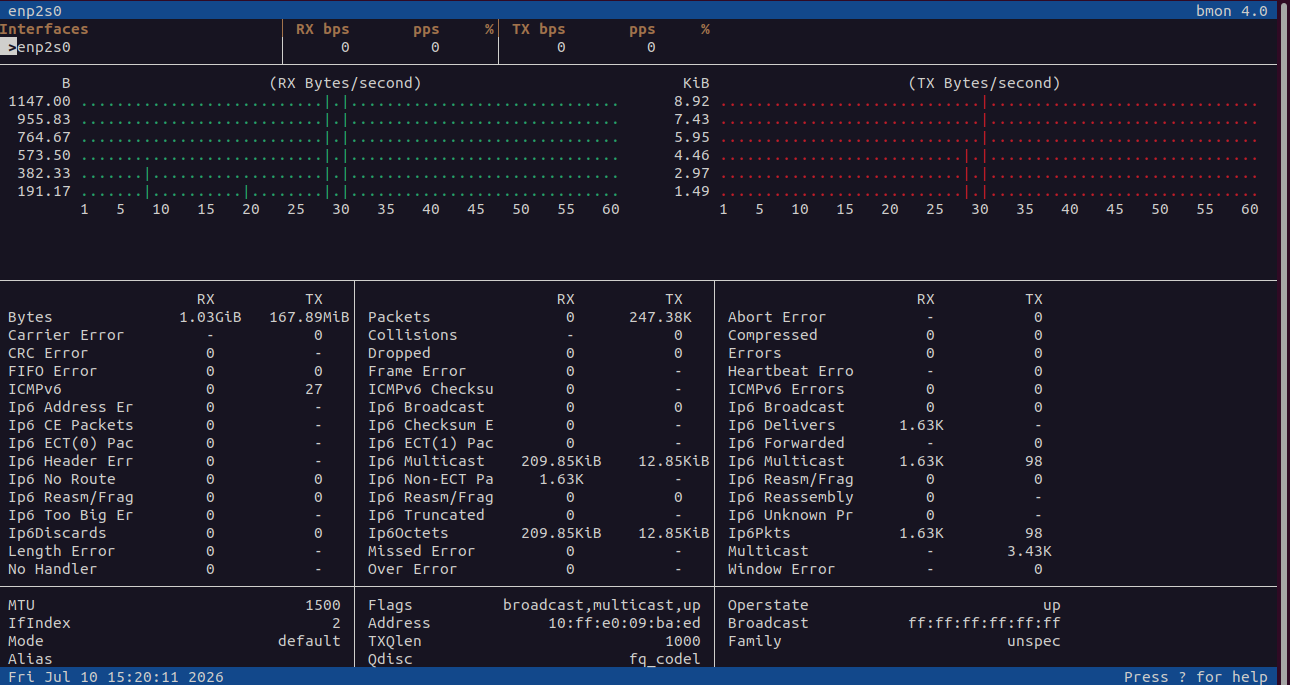 enp2s0 bmon 4.0
Interfaces RX bps pps % TX bps pps %
>enp2s0 0 0 0 0
B (RX Bytes/second) KiB (TX Bytes/second)
1147.00 ...........................|.|.............................. 8.92 .............................|..............................
955.83 ...........................|.|.............................. 7.43 .............................|..............................
764.67 ...........................|.|.............................. 5.95 .............................|..............................
573.50 ...........................|.|.............................. 4.46 ...........................|.|..............................
382.33 .......|...................|.|.............................. 2.97 ...........................|.|..............................
191.17 .......|..........|........|.|.............................. 1.49 ...........................|.|..............................
1 5 10 15 20 25 30 35 40 45 50 55 60 1 5 10 15 20 25 30 35 40 45 50 55 60
RX TX RX TX RX TX
Bytes 1.03GiB 167.89MiB Packets 0 247.38K Abort Error - 0
Carrier Error - 0 Collisions - 0 Compressed 0 0
CRC Error 0 - Dropped 0 0 Errors 0 0
FIFO Error 0 0 Frame Error 0 - Heartbeat Erro - 0
ICMPv6 0 27 ICMPv6 Checksu 0 - ICMPv6 Errors 0 0
Ip6 Address Er 0 - Ip6 Broadcast 0 0 Ip6 Broadcast 0 0
Ip6 CE Packets 0 - Ip6 Checksum E 0 - Ip6 Delivers 1.63K -
Ip6 ECT(0) Pac 0 - Ip6 ECT(1) Pac 0 - Ip6 Forwarded - 0
Ip6 Header Err 0 - Ip6 Multicast 209.85KiB 12.85KiB Ip6 Multicast 1.63K 98
Ip6 No Route 0 0 Ip6 Non-ECT Pa 1.63K - Ip6 Reasm/Frag 0 0
Ip6 Reasm/Frag 0 0 Ip6 Reasm/Frag 0 0 Ip6 Reassembly 0 -
Ip6 Too Big Er 0 - Ip6 Truncated 0 - Ip6 Unknown Pr 0 -
Ip6Discards 0 0 Ip6Octets 209.85KiB 12.85KiB Ip6Pkts 1.63K 98
Length Error 0 - Missed Error 0 - Multicast - 3.43K
No Handler 0 - Over Error 0 - Window Error - 0
MTU 1500 Flags broadcast,multicast,up Operstate up
IfIndex 2 Address 10:ff:e0:09:ba:ed Broadcast ff:ff:ff:ff:ff:ff
Mode default TXQlen 1000 Family unspec
Alias Qdisc fq_codel
Fri Jul 10 15:20:11 2026 Press ? for help